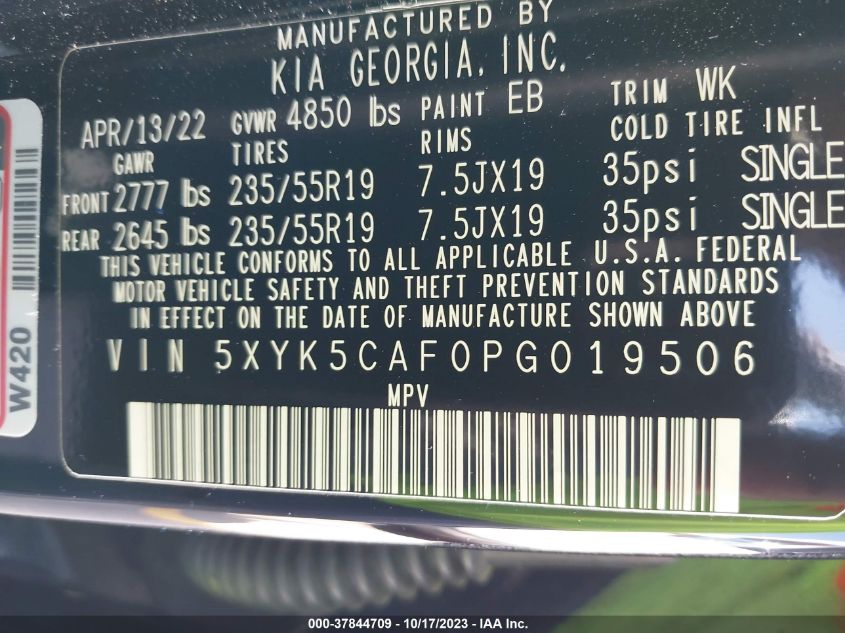 MANUFACTURED BY
KIA GEORGIA, INC.
APR/13/22 GVWR 4850 lbs PAINT EB TRIM WK
GAWR TIRES RIMS COLD TIRE INFL
FRONT 2777 lbs 235/55R19 7.5JX19 35psi SINGLE
REAR 2645 lbs 235/55R19 7.5JX19 35psi SINGLE
THIS VEHICLE CONFORMS TO ALL APPLICABLE U.S.A. FEDERAL
MOTOR VEHICLE SAFETY AND THEFT PREVENTION STANDARDS
IN EFFECT ON THE DATE OF MANUFACTURE SHOWN ABOVE
VIN 5XYK5CAF0PG019506
MPV
W420
000-37844709 - 10/17/2023 - IAA Inc.